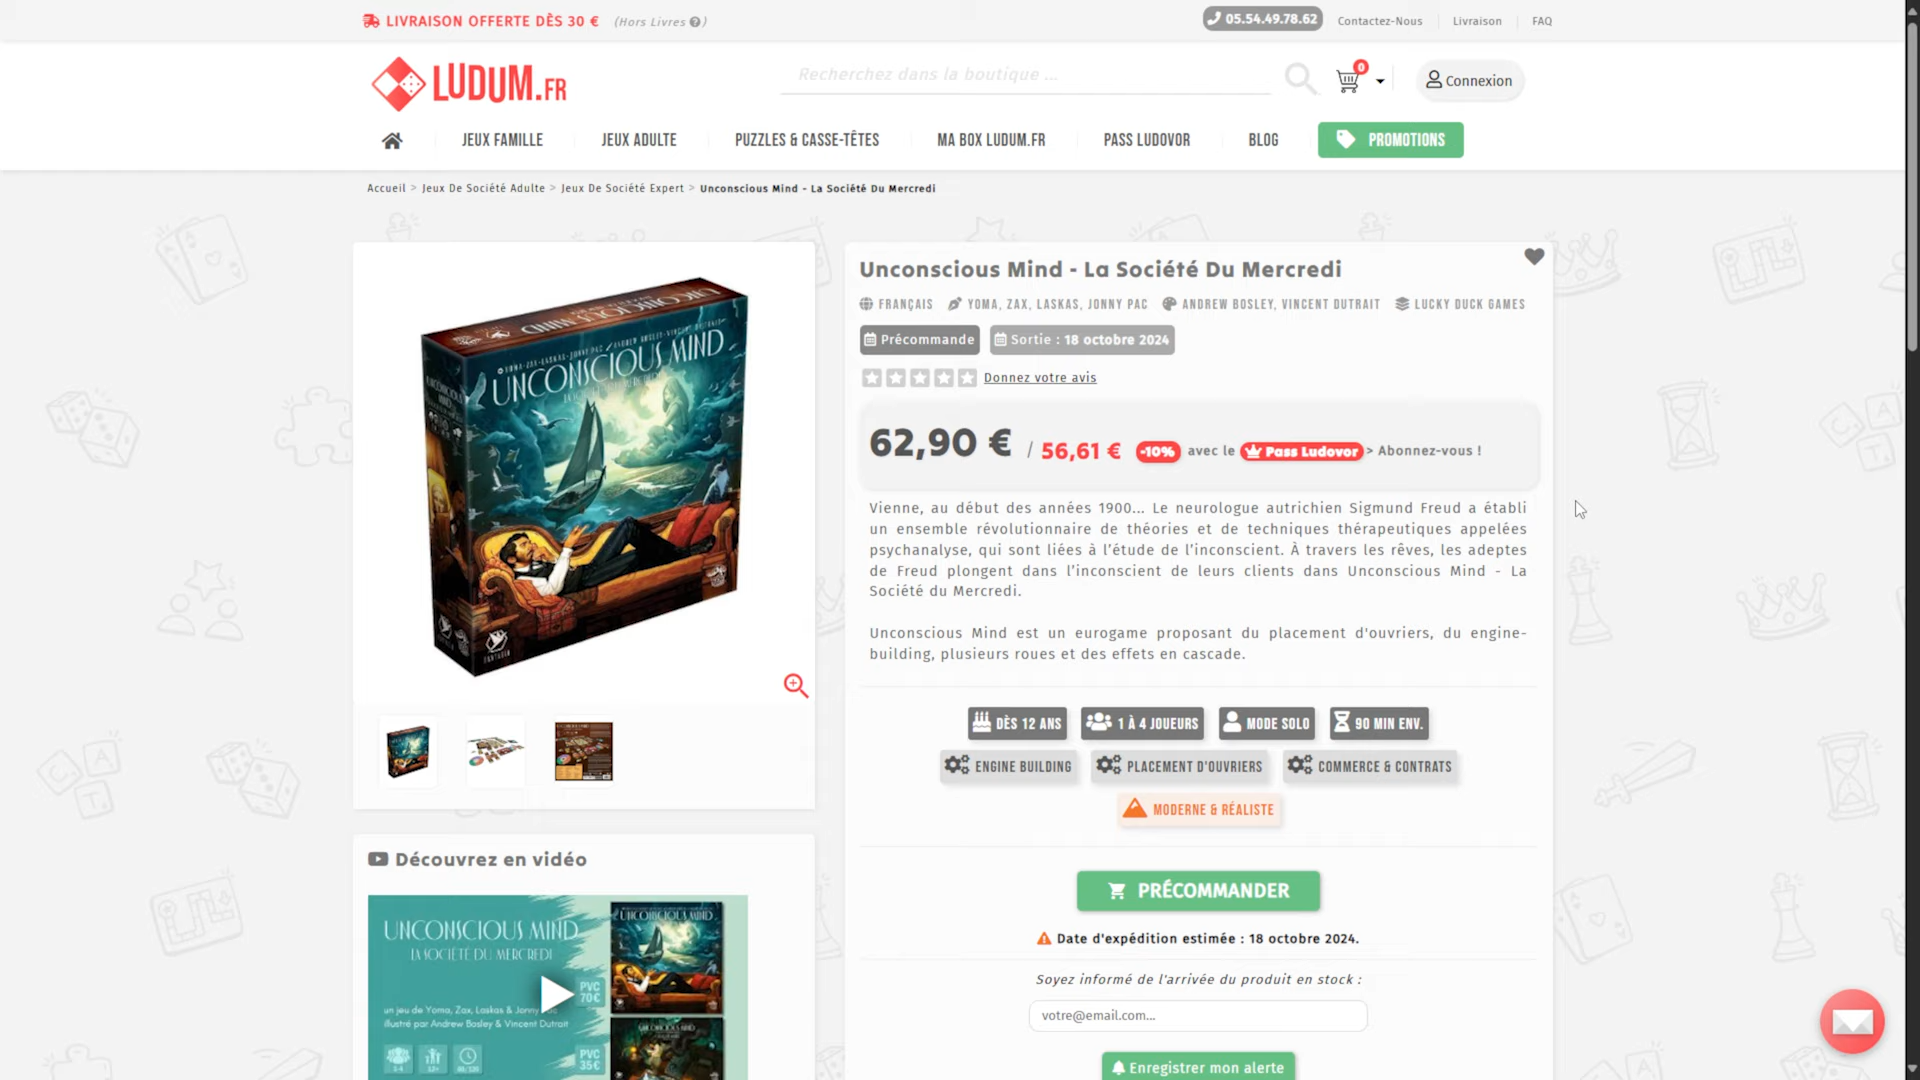 LIVRAISON OFFERTE DÈS 30 € (Hors Livres ?)
05.54.49.78.62 Contactez-Nous Livraison FAQ
LUDUM.FR
Recherchez dans la boutique ...
0
Connexion
JEUX FAMILLE JEUX ADULTE PUZZLES & CASSE-TÊTES MA BOX LUDUM.FR PASS LUDOVOR BLOG PROMOTIONS
Accueil > Jeux De Société Adulte > Jeux De Société Expert > Unconscious Mind - La Société Du Mercredi
UNCONSCIOUS MIND
Unconscious Mind - La Société Du Mercredi
FRANÇAIS YOMA, ZAX, LASKAS, JONNY PAC ANDREW BOSLEY, VINCENT DUTRAIT LUCKY DUCK GAMES
Précommande Sortie : 18 octobre 2024
Donnez votre avis
62,90 € / 56,61 € -10% avec le Pass Ludovor > Abonnez-vous !
Vienne, au début des années 1900... Le neurologue autrichien Sigmund Freud a établi
un ensemble révolutionnaire de théories et de techniques thérapeutiques appelées
psychanalyse, qui sont liées à l'étude de l'inconscient. À travers les rêves, les adeptes
de Freud plongent dans l'inconscient de leurs clients dans Unconscious Mind - La
Société du Mercredi.
Unconscious Mind est un eurogame proposant du placement d'ouvriers, du engine-
building, plusieurs roues et des effets en cascade.
DÈS 12 ANS 1 À 4 JOUEURS MODE SOLO 90 MIN ENV.
ENGINE BUILDING PLACEMENT D'OUVRIERS COMMERCE & CONTRATS
MODERNE & RÉALISTE
PRÉCOMMANDER
Date d'expédition estimée : 18 octobre 2024.
Soyez informé de l'arrivée du produit en stock :
votre@email.com...
Enregistrer mon alerte
Découvrez en vidéo
UNCONSCIOUS MIND
LA SOCIÉTÉ DU MERCREDI
PVC
70€
un jeu de Yoma, Zax, Laskas & Jonny Pac
illustré par Andrew Bosley & Vincent Dutrait
PVC
35€
UNCONSCIOUS MIND